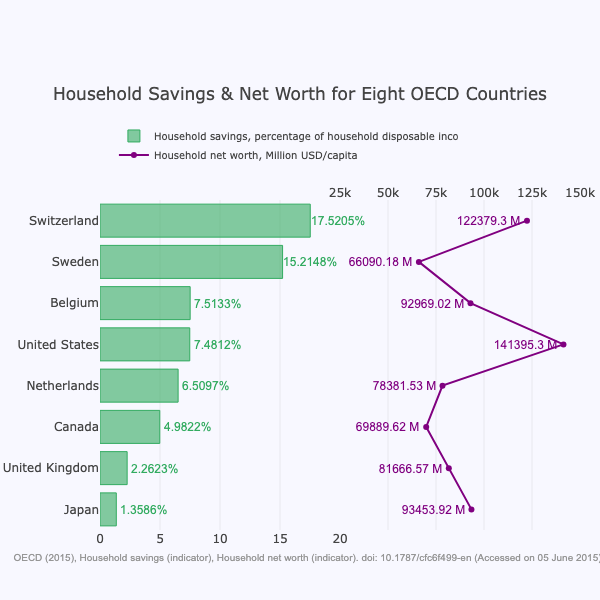 Household Savings & Net Worth for Eight OECD Countries
Household savings, percentage of household disposable inco
Household net worth, Million USD/capita
25k 50k 75k 100k 125k 150k
Switzerland 17.5205% 122379.3 M
Sweden 15.2148% 66090.18 M
Belgium 7.5133% 92969.02 M
United States 7.4812% 141395.3 M
Netherlands 6.5097% 78381.53 M
Canada 4.9822% 69889.62 M
United Kingdom 2.2623% 81666.57 M
Japan 1.3586% 93453.92 M
0 5 10 15 20
OECD (2015), Household savings (indicator), Household net worth (indicator). doi: 10.1787/cfc6f499-en (Accessed on 05 June 2015)